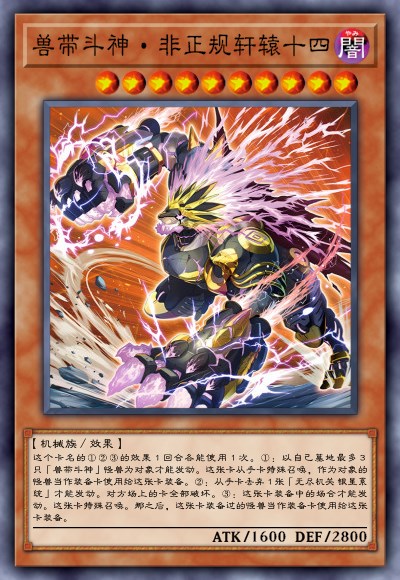 兽带斗神・非正规轩辕十四
やみ
闇
【机械族／效果】
这个卡名的①②③的效果1回合各能使用1次。①：以自己墓地最多3
只「兽带斗神」怪兽为对象才能发动。这张卡从手卡特殊召唤，作为对象的
怪兽当作装备卡使用给这张卡装备。②：从手卡丢弃1张「无尽机关 银星系
统」才能发动。对方场上的卡全部破坏。③：这张卡装备中的场合才能发
动。这张卡特殊召唤。那之后，这张卡装备过的怪兽当作装备卡使用给这张
卡装备。
ATK/1600 DEF/2800